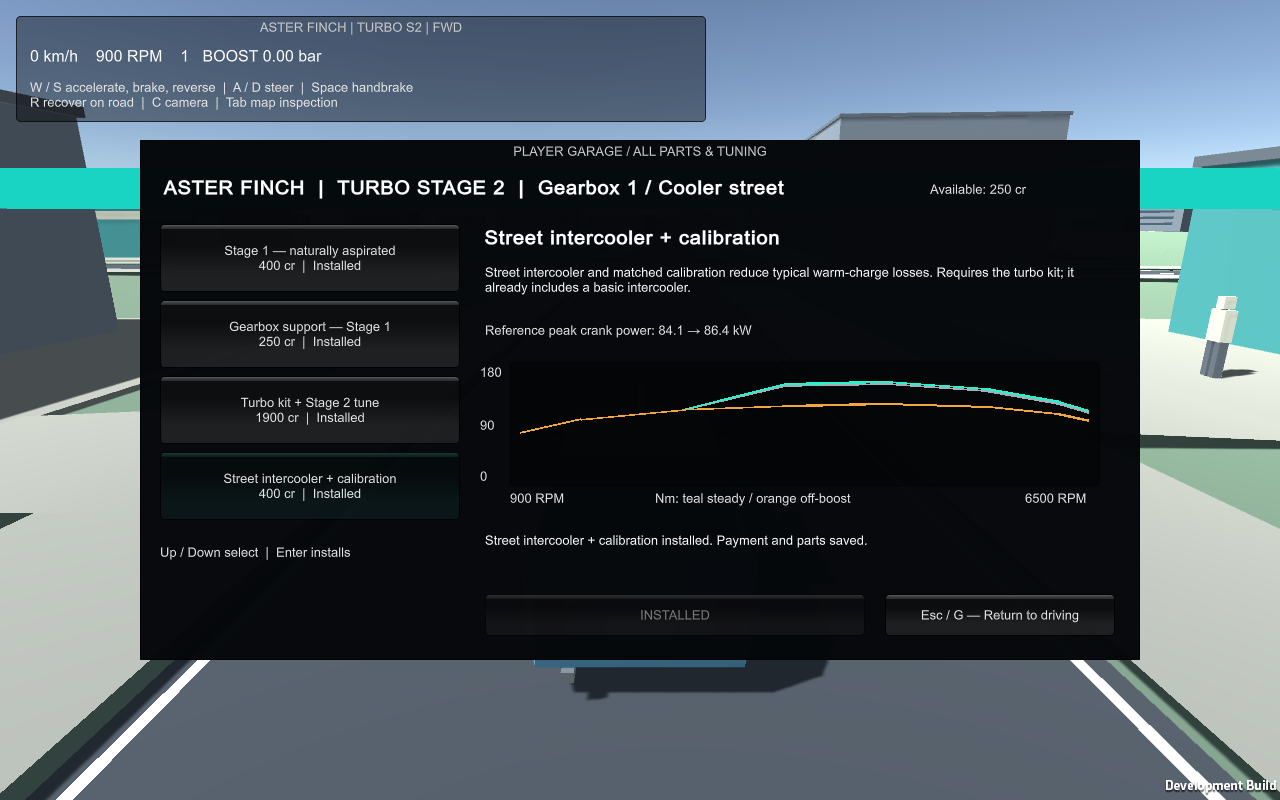 ASTER FINCH | TURBO S2 | FWD
0 km/h 900 RPM 1 BOOST 0.00 bar
W / S accelerate, brake, reverse | A / D steer | Space handbrake
R recover on road | C camera | Tab map inspection
PLAYER GARAGE / ALL PARTS & TUNING
ASTER FINCH | TURBO STAGE 2 | Gearbox 1 / Cooler street
Available: 250 cr
Stage 1 — naturally aspirated
400 cr | Installed
Gearbox support — Stage 1
250 cr | Installed
Turbo kit + Stage 2 tune
1900 cr | Installed
Street intercooler + calibration
400 cr | Installed
Up / Down select | Enter installs
Street intercooler + calibration
Street intercooler and matched calibration reduce typical warm-charge losses. Requires the turbo kit; it
already includes a basic intercooler.
Reference peak crank power: 84.1 → 86.4 kW
180
90
0
900 RPM
Nm: teal steady / orange off-boost
6500 RPM
Street intercooler + calibration installed. Payment and parts saved.
INSTALLED
Esc / G — Return to driving
Development Build